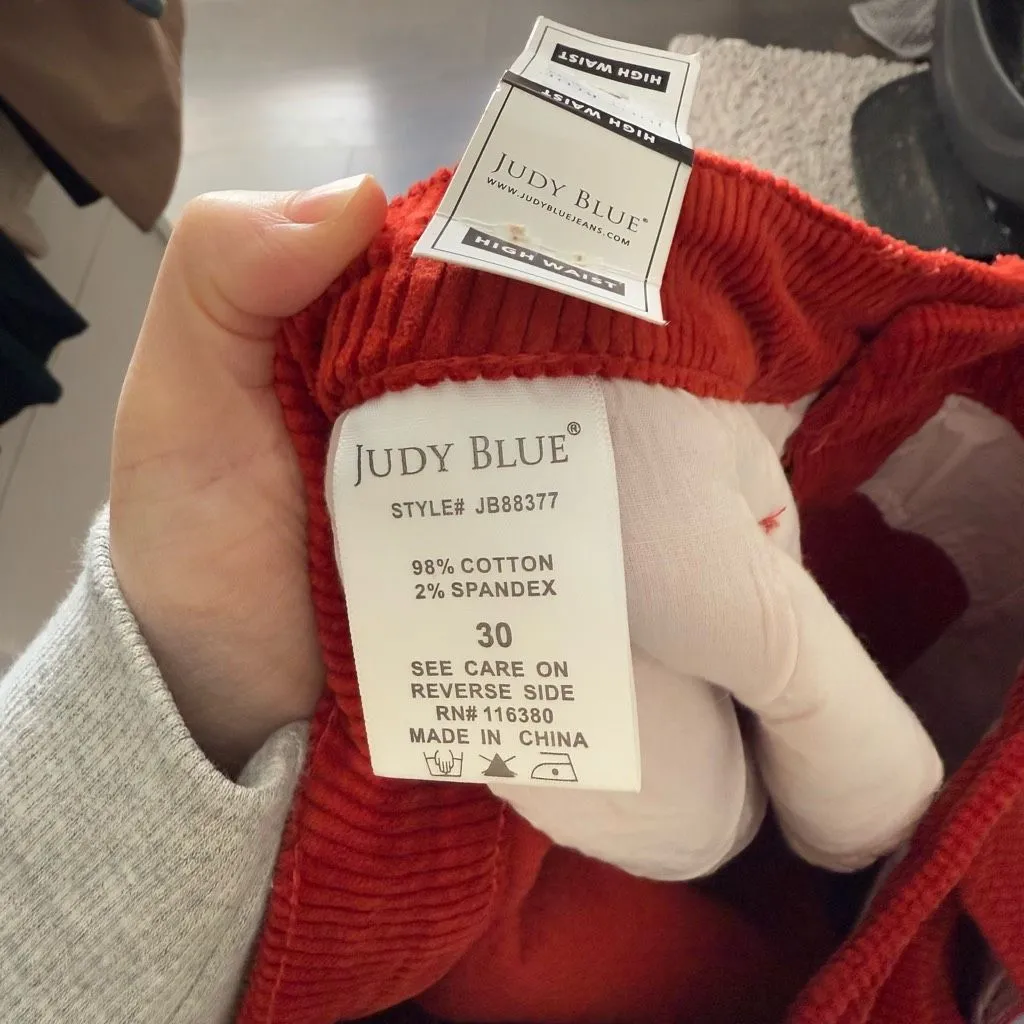 HIGH WAIST
HIGH WAIST
JUDY BLUE®
WWW.JUDYBLUEJEANS.COM
HIGH WAIST
JUDY BLUE®
STYLE# JB88377
98% COTTON
2% SPANDEX
30
SEE CARE ON
REVERSE SIDE
RN# 116380
MADE IN CHINA